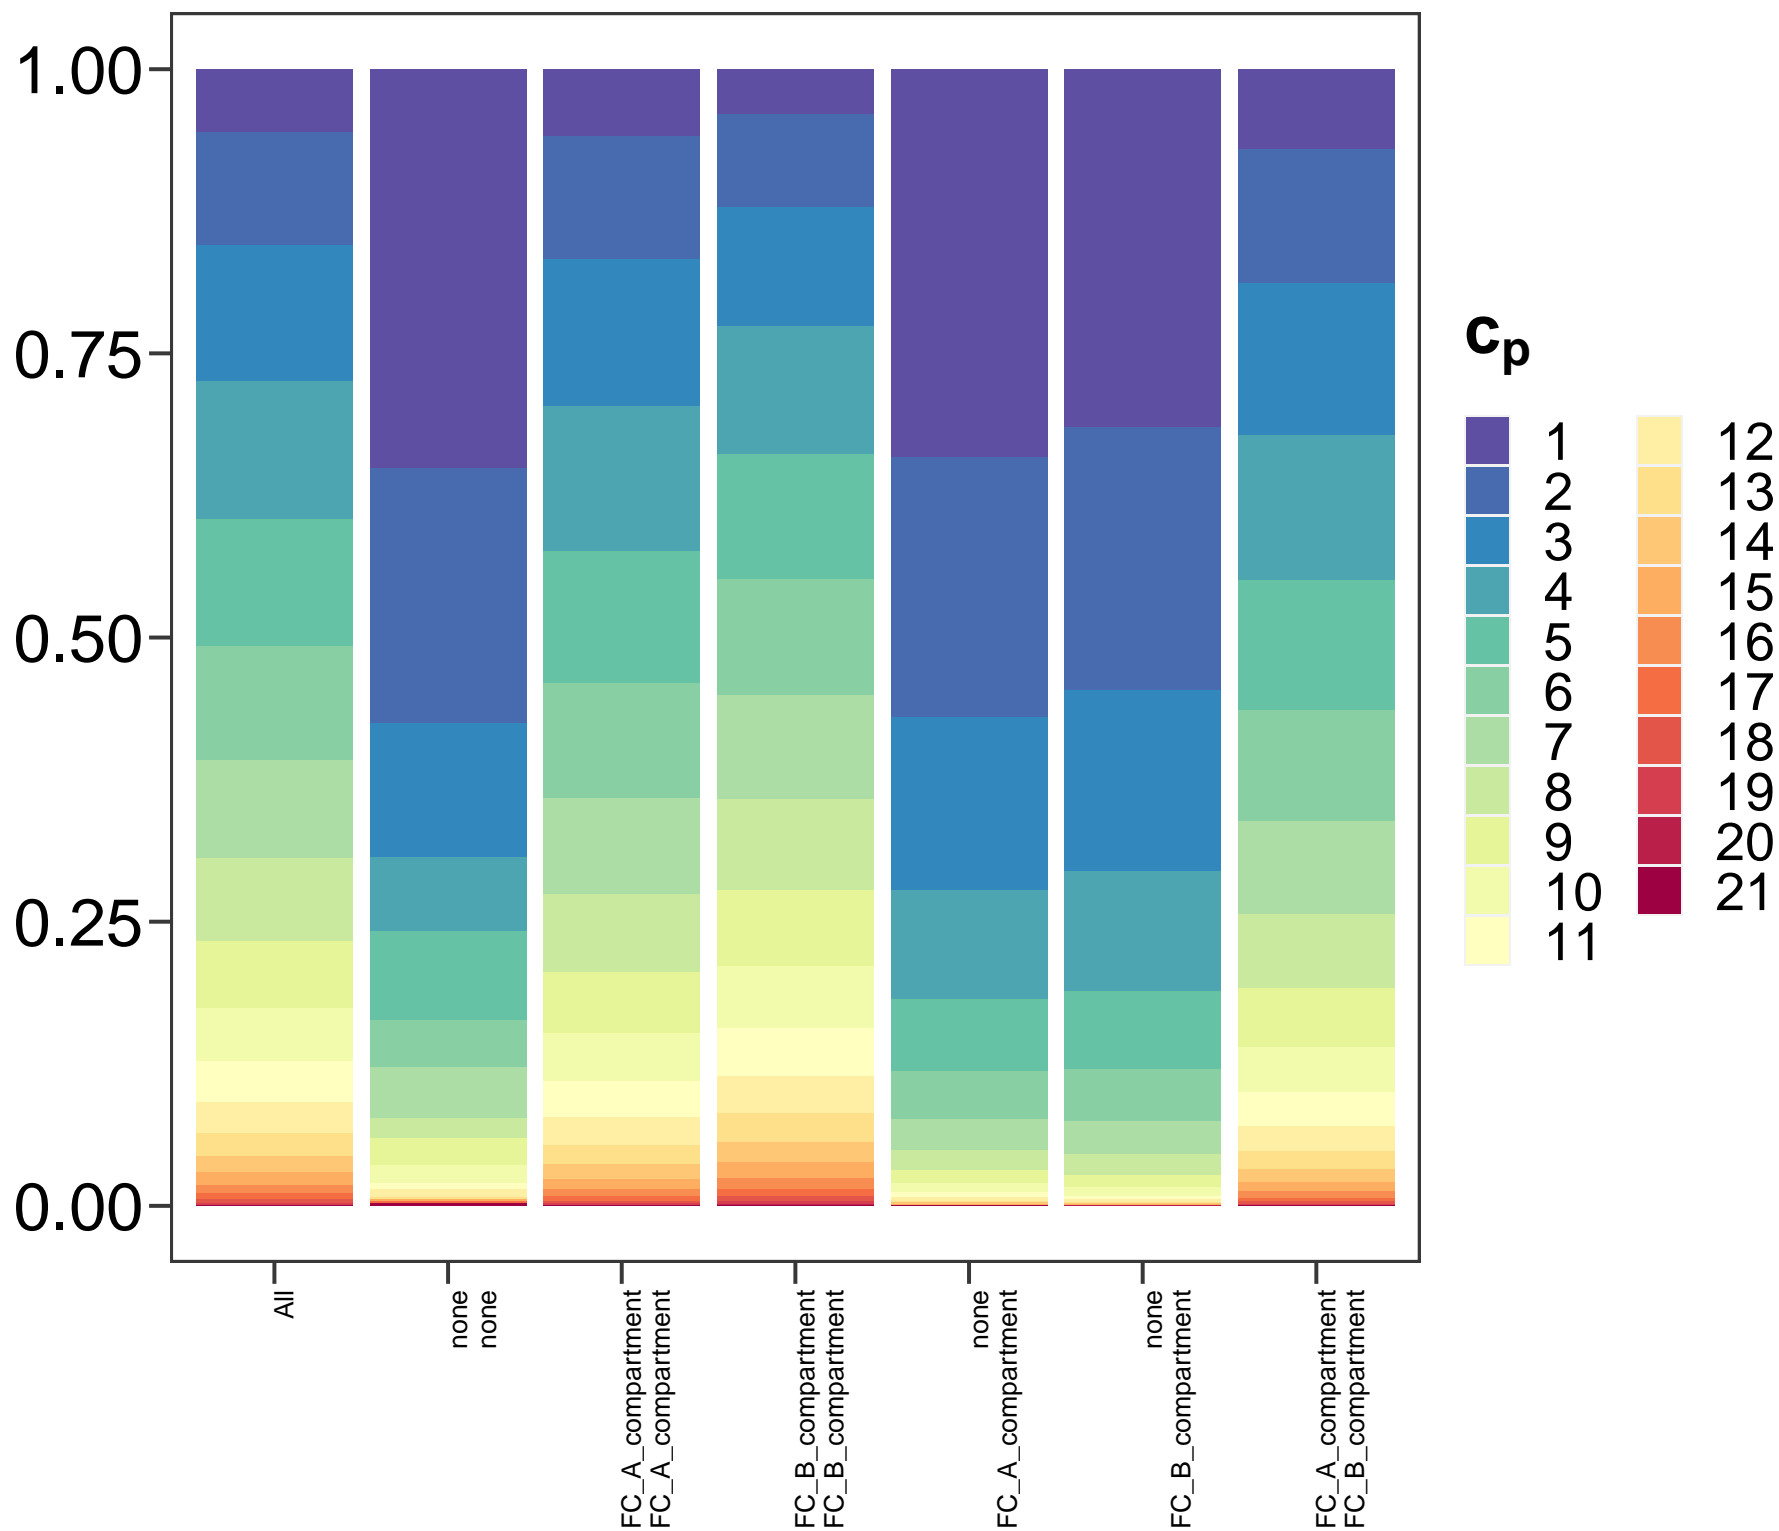 1.00
0.75
0.50
0.25
0.00
All
none
none
FC_A_compartment
FC_A_compartment
FC_B_compartment
FC_B_compartment
none
FC_A_compartment
none
FC_B_compartment
FC_A_compartment
FC_B_compartment
cp
1
2
3
4
5
6
7
8
9
10
11
12
13
14
15
16
17
18
19
20
21